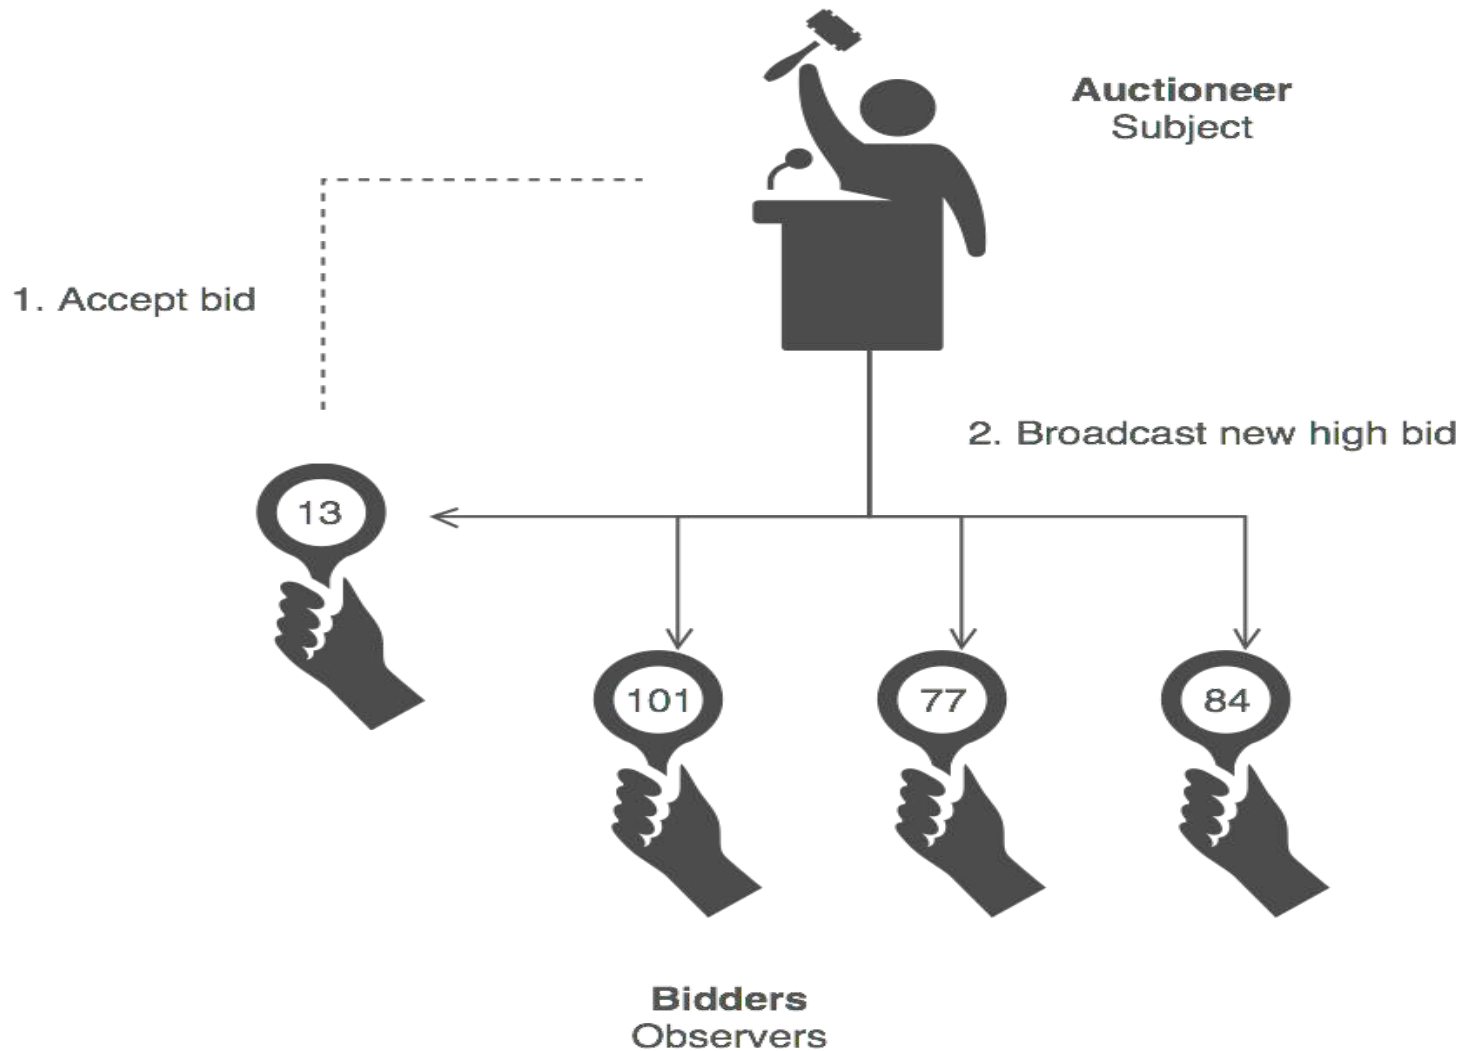 Auctioneer
Subject
1. Accept bid
2. Broadcast new high bid
13
101
77
84
Bidders
Observers